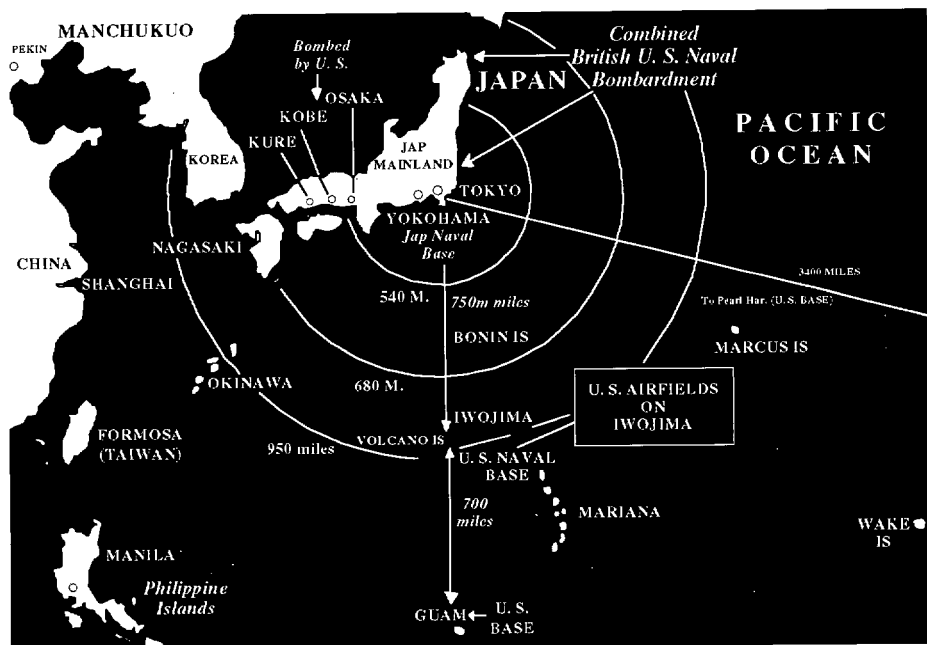 MANCHUKUO
PEKIN
Bombed
by U. S.
Combined
British U. S. Naval
Bombardment
JAPAN
OSAKA
KOBE
KURE
PACIFIC
OCEAN
KOREA
JAP
MAINLAND
TOKYO
YOKOHAMA
Jap Naval
Base
NAGASAKI
CHINA
SHANGHAI
3400 MILES
To Pearl Har. (U.S. BASE)
540 M.
750m miles
BONIN IS
MARCUS IS
OKINAWA
680 M.
U. S. AIRFIELDS
ON
IWOJIMA
IWOJIMA
FORMOSA
(TAIWAN)
950 miles
VOLCANO IS
U. S. NAVAL
BASE
700
miles
MARIANA
WAKE
IS
MANILA
Philippine
Islands
GUAM
U. S.
BASE